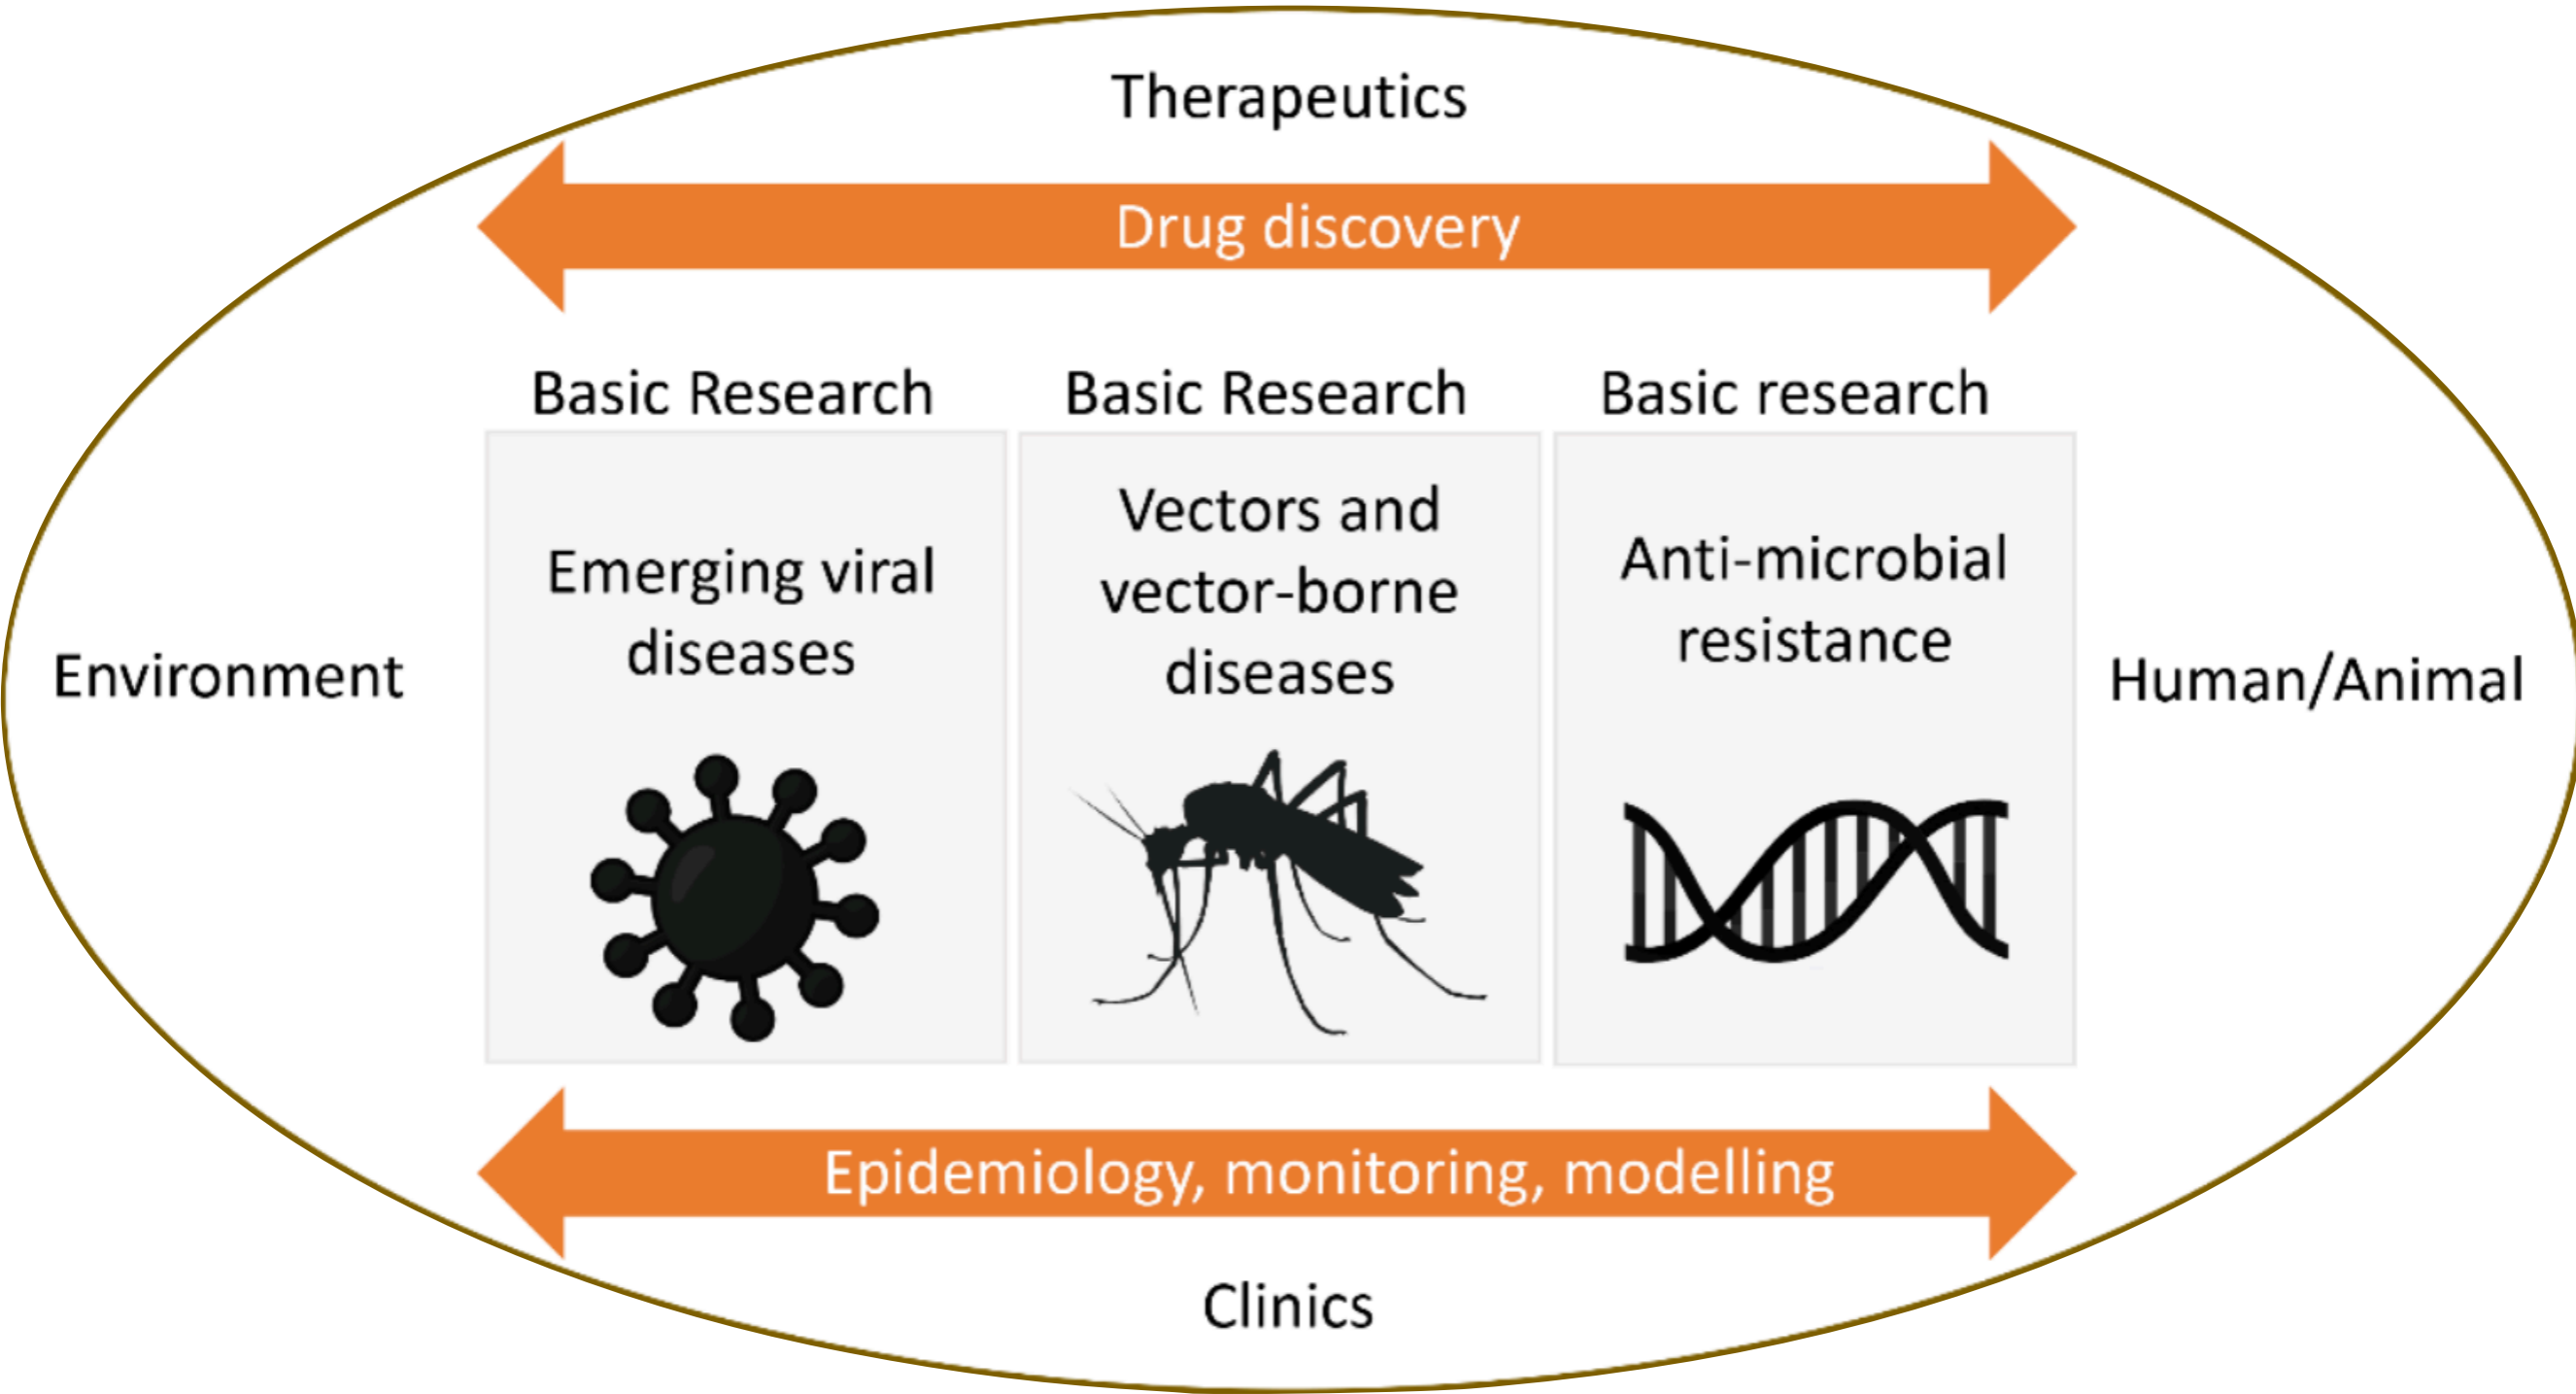 Therapeutics
Drug discovery
Basic Research
Emerging viral
diseases
Basic Research
Vectors and
vector-borne
diseases
Basic research
Anti-microbial
resistance
Environment
Human/Animal
Epidemiology, monitoring, modelling
Clinics